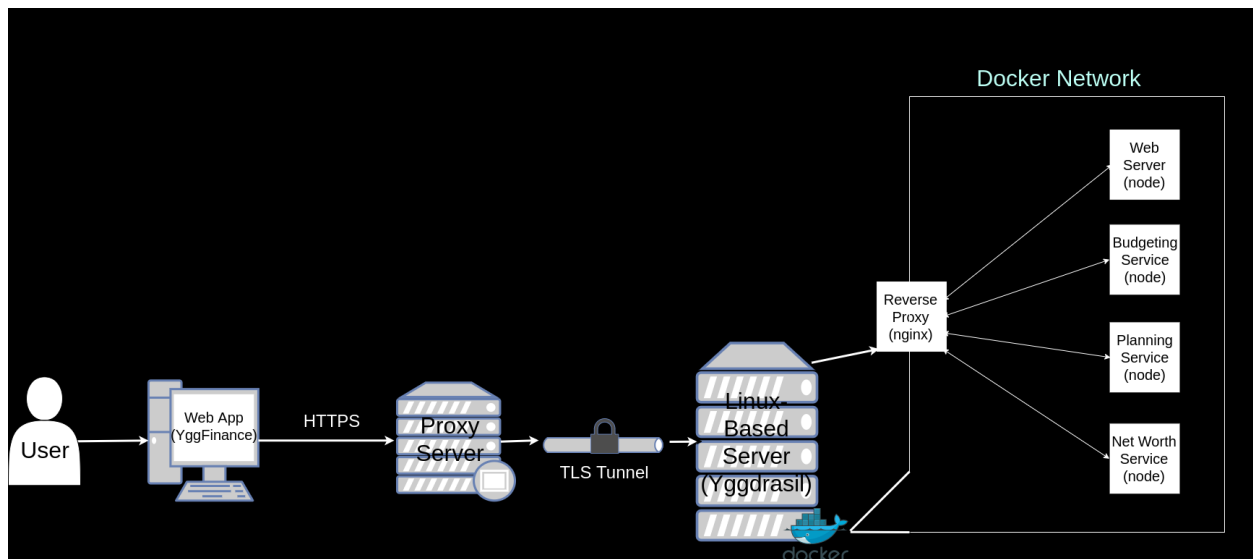 Docker Network
Web
Server
(node)
Budgeting
Service
(node)
Reverse
Proxy
(nginx)
Planning
Service
(node)
Net Worth
Service
(node)
User
Web App
(YggFinance)
HTTPS
Proxy
Server
TLS Tunnel
Linux-
Based
Server
(Yggdrasil)
docker